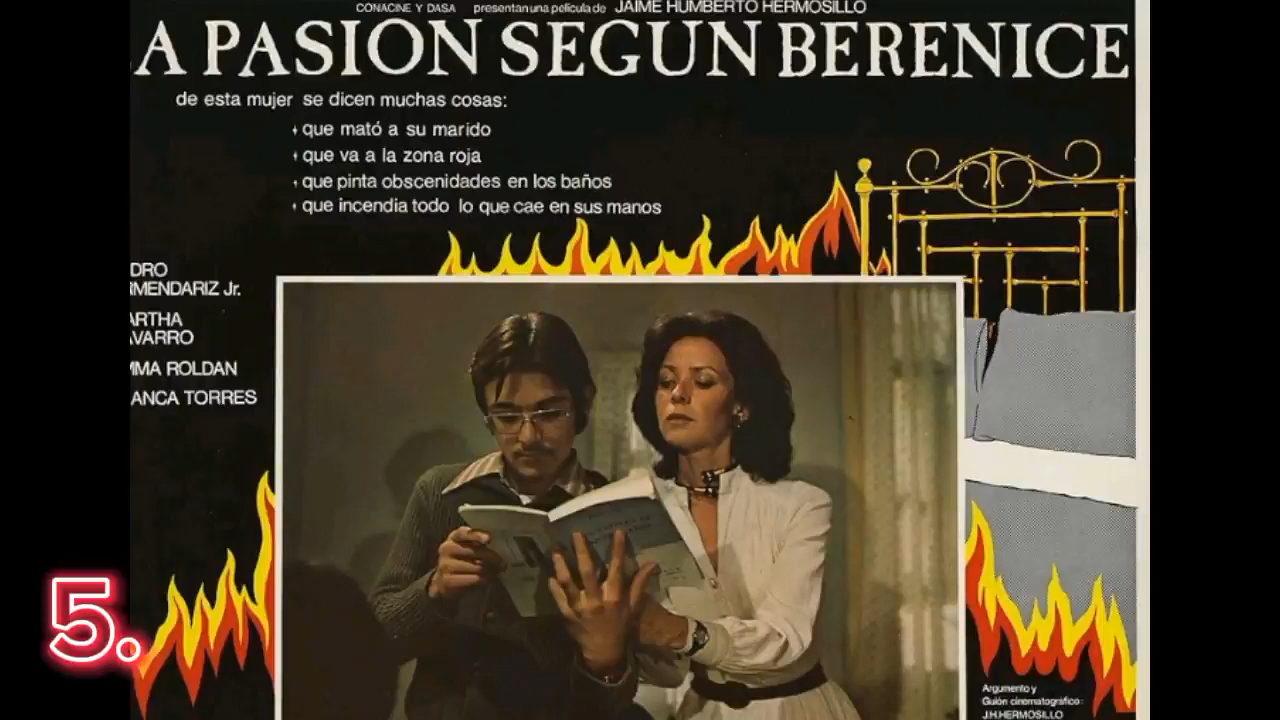 CONACINE Y DASA presentan una película de JAIME HUMBERTO HERMOSILLO
A PASION SEGUN BERENICE
de esta mujer se dicen muchas cosas:
que mató a su marido
que va a la zona roja
que pinta obscenidades en los baños
que incendia todo lo que cae en sus manos
DRO
RMENDARIZ Jr.
ARTHA
AVARRO
MMA ROLDAN
ANCA TORRES
5.
Argumento y
Guión cinematográfico:
J.H.HERMOSILLO